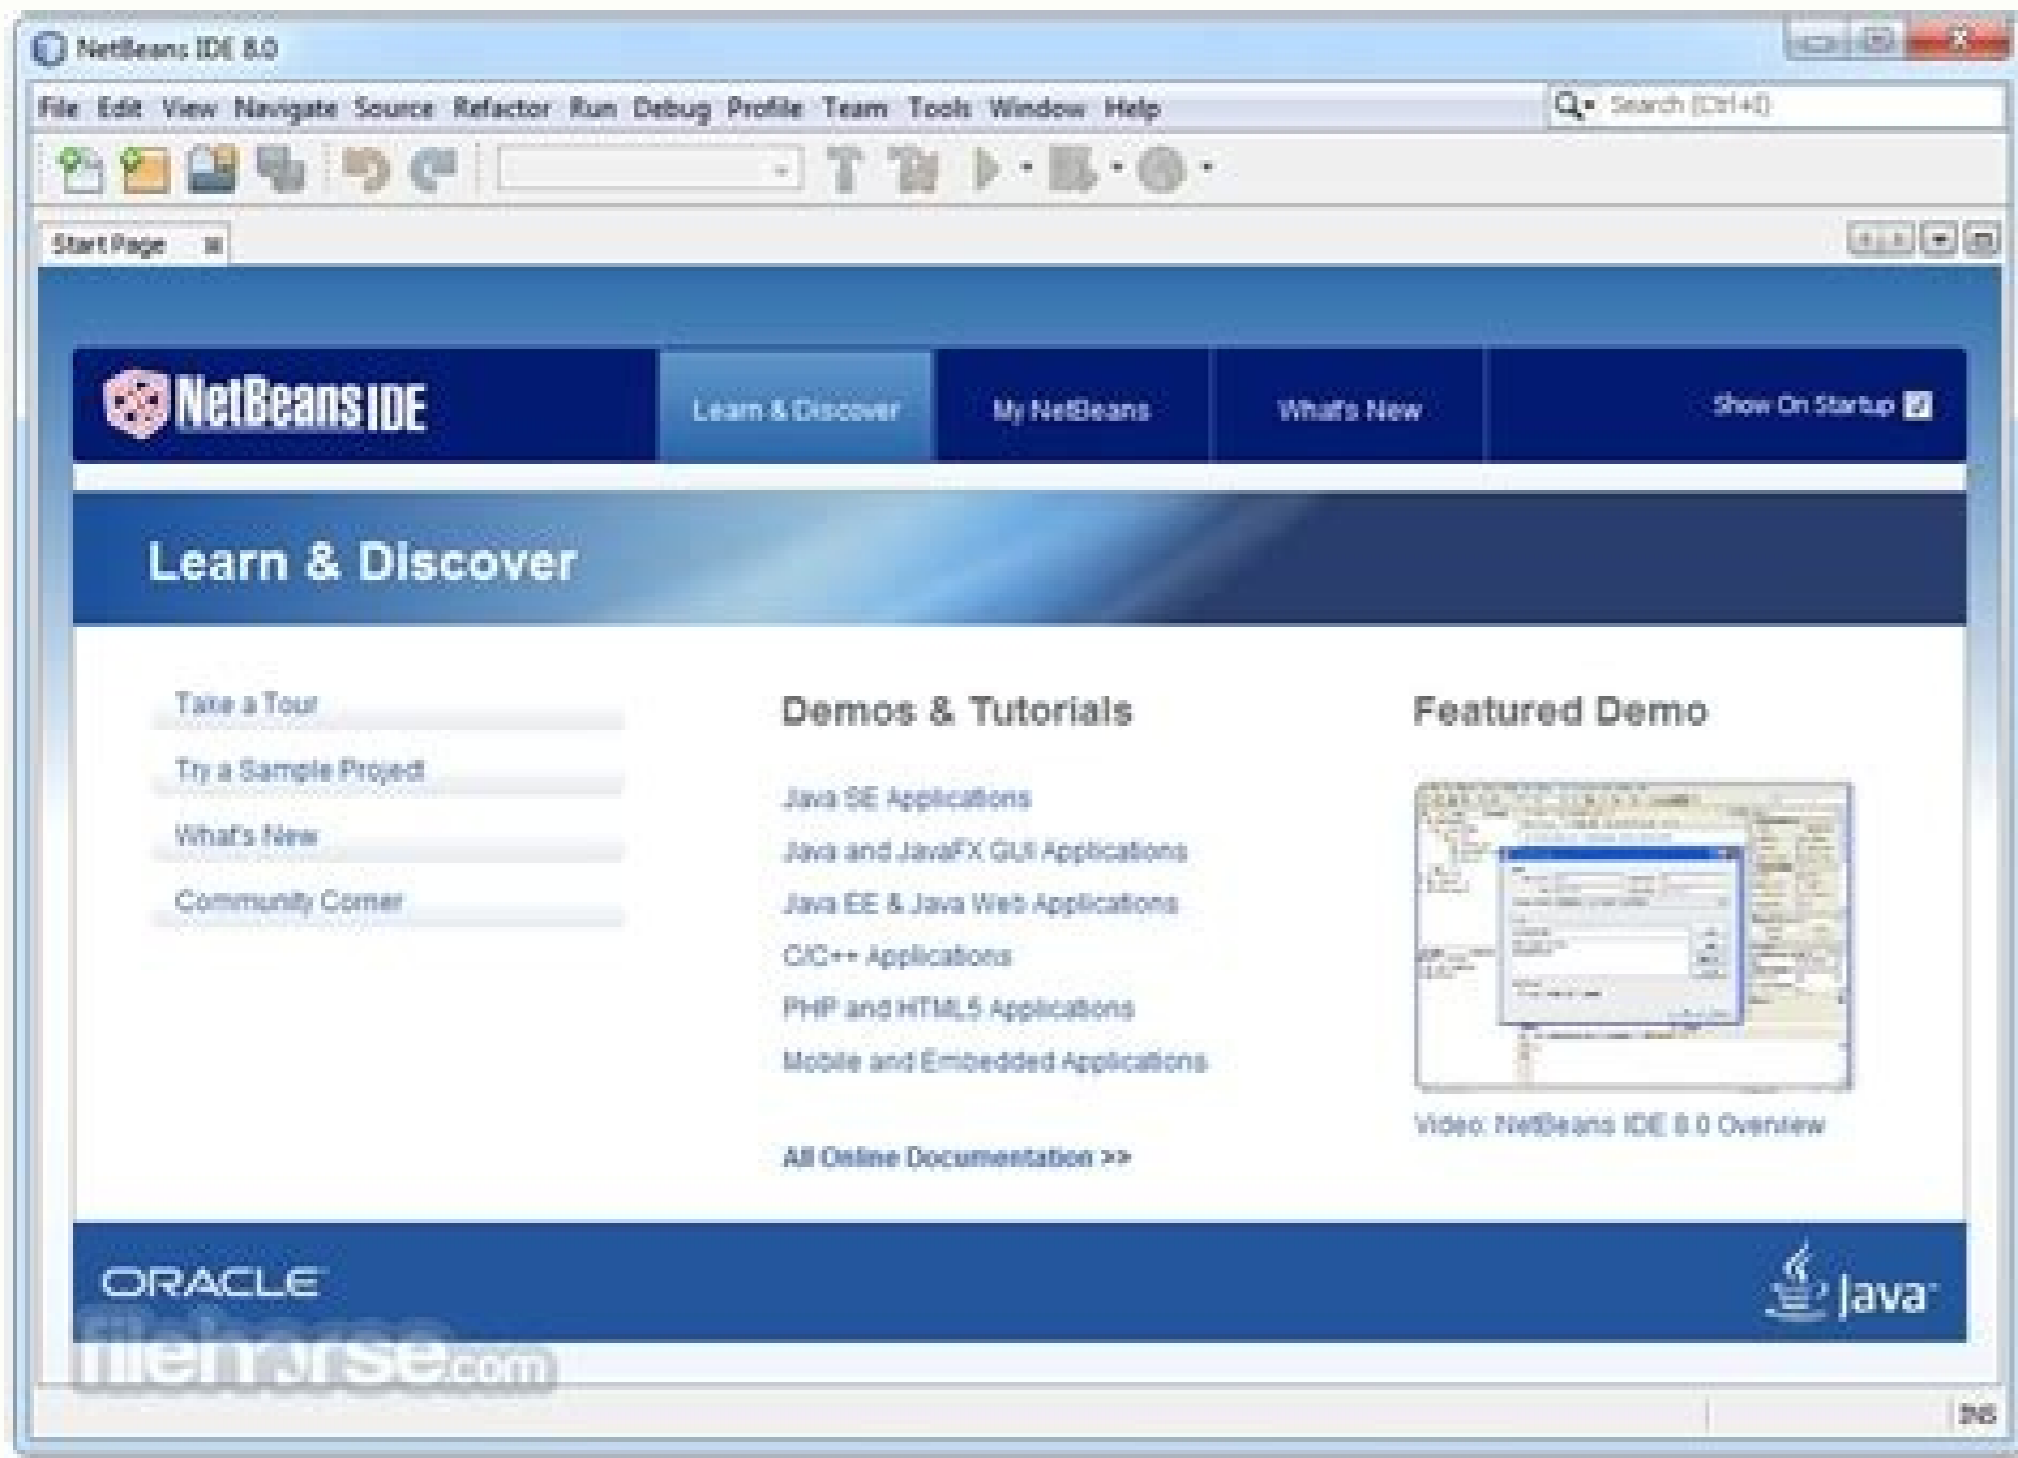 NetBeans IDE 8.0
File Edit View Navigate Source Refactor Run Debug Profile Team Tools Window Help
Search (Ctrl+I)
Start Page
NetBeans IDE
Learn & Discover
My NetBeans
What's New
Show On Startup
Learn & Discover
Take a Tour
Try a Sample Project
What's New
Community Corner
Demos & Tutorials
Java SE Applications
Java and JavaFX GUI Applications
Java EE & Java Web Applications
C/C++ Applications
PHP and HTML5 Applications
Mobile and Embedded Applications
All Online Documentation >>
Featured Demo
Video: NetBeans IDE 8.0 Overview
ORACLE
Java
filehorse.com
INS